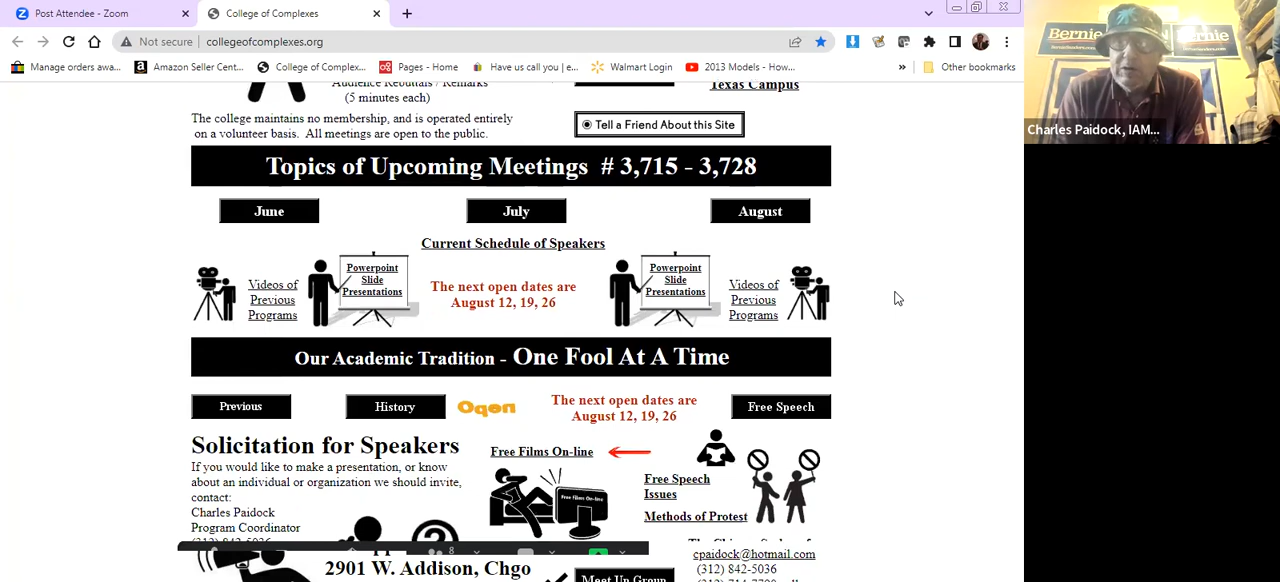 Post Attendee - Zoom
College of Complexes
Not secure
collegeofcomplexes.org
Manage orders awa...
Amazon Seller Cent...
College of Complex...
Pages - Home
Have us call you | e...
Walmart Login
2013 Models - How...
»
Other bookmarks
Bernie
Bernie
Charles Paidock, IAM...
Audience Rebuttals / Remarks
(5 minutes each)
Texas Campus
The college maintains no membership, and is operated entirely
on a volunteer basis. All meetings are open to the public.
Tell a Friend About this Site
Topics of Upcoming Meetings # 3,715 - 3,728
June
July
August
Current Schedule of Speakers
Videos of
Previous
Programs
Powerpoint
Slide
Presentations
The next open dates are
August 12, 19, 26
Powerpoint
Slide
Presentations
Videos of
Previous
Programs
Our Academic Tradition - One Fool At A Time
Previous
History
Open
The next open dates are
August 12, 19, 26
Free Speech
Solicitation for Speakers
If you would like to make a presentation, or know
about an individual or organization we should invite,
contact:
Charles Paidock
Program Coordinator
(312) 842-5036
Free Films On-line
Free Films On-line
Free Speech
Issues
Methods of Protest
8
2901 W. Addison, Chgo
Meet Up Group
cpaidock@hotmail.com
(312) 842-5036